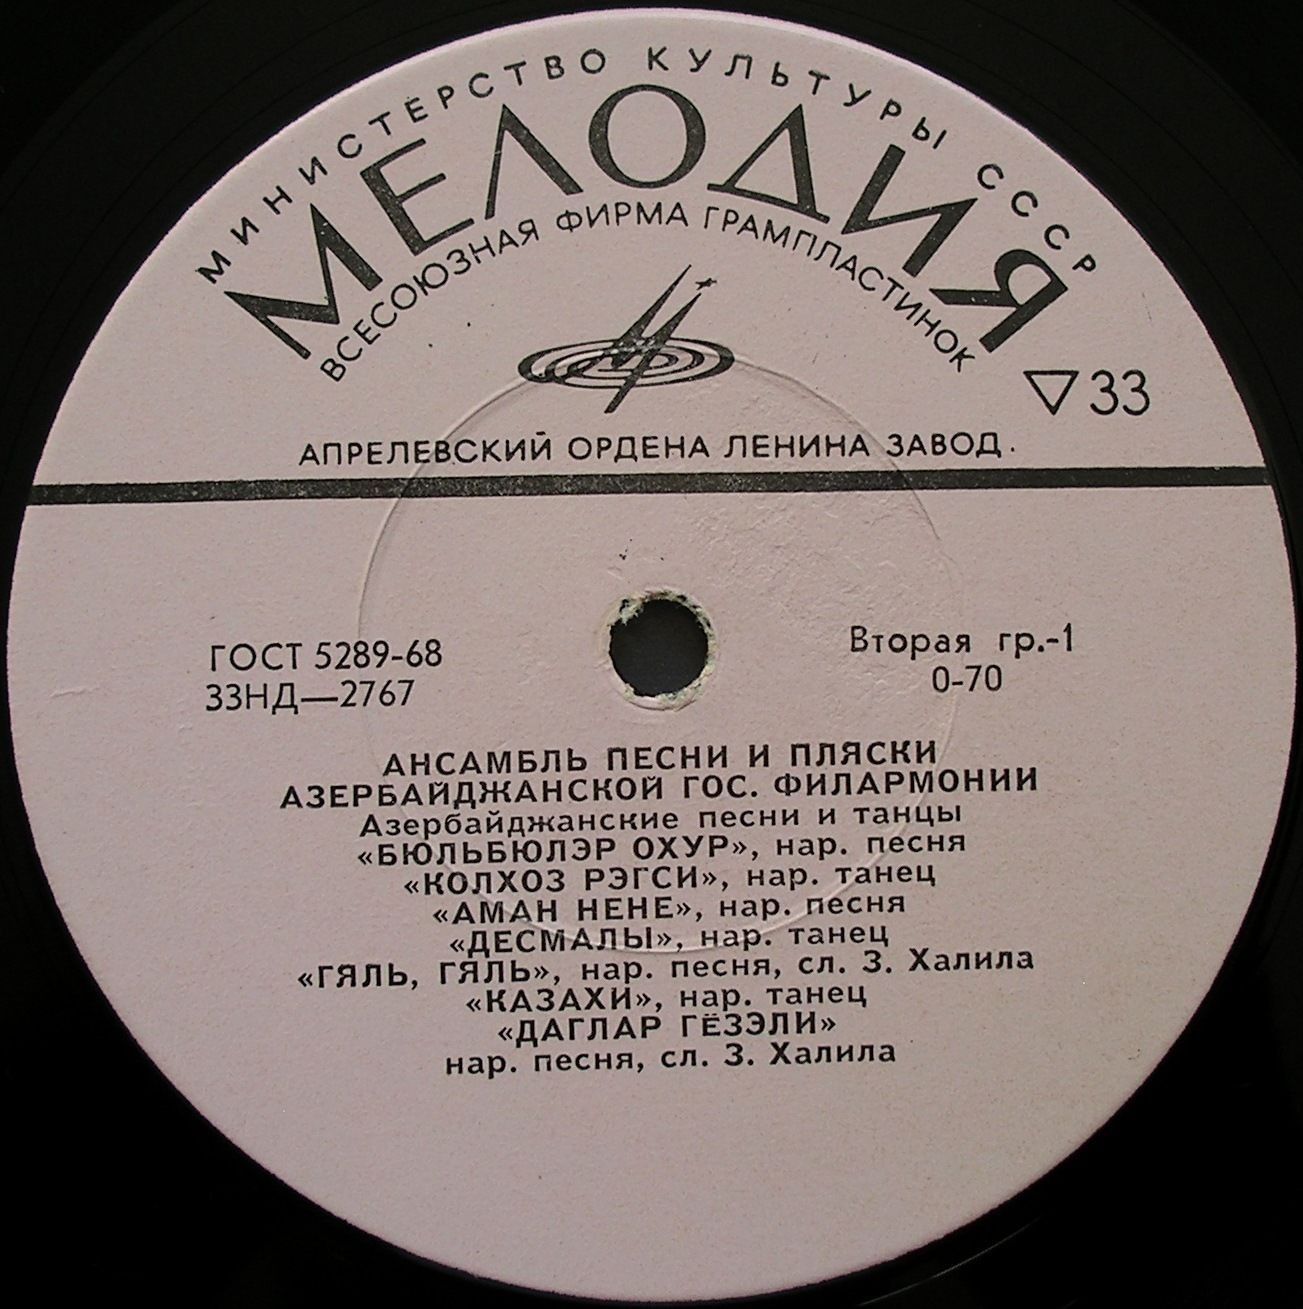 МИНИСТЕРСТВО КУЛЬТУРЫ СССР
МЕЛОДИЯ
ВСЕСОЮЗНАЯ ФИРМА ГРАМПЛАСТИНОК
▽33
АПРЕЛЕВСКИЙ ОРДЕНА ЛЕНИНА ЗАВОД.
ГОСТ 5289-68
33НД—2767
Вторая гр.-1
0-70
АНСАМБЛЬ ПЕСНИ И ПЛЯСКИ
АЗЕРБАЙДЖАНСКОЙ ГОС. ФИЛАРМОНИИ
Азербайджанские песни и танцы
«БЮЛЬБЮЛЭР ОХУР», нар. песня
«КОЛХОЗ РЭГСИ», нар. танец
«АМАН НЕНЕ», нар. песня
«ДЕСМАЛЫ», нар. танец
«ГЯЛЬ, ГЯЛЬ», нар. песня, сл. З. Халила
«КАЗАХИ», нар. танец
«ДАГЛАР ГЁЗЭЛИ»
нар. песня, сл. З. Халила